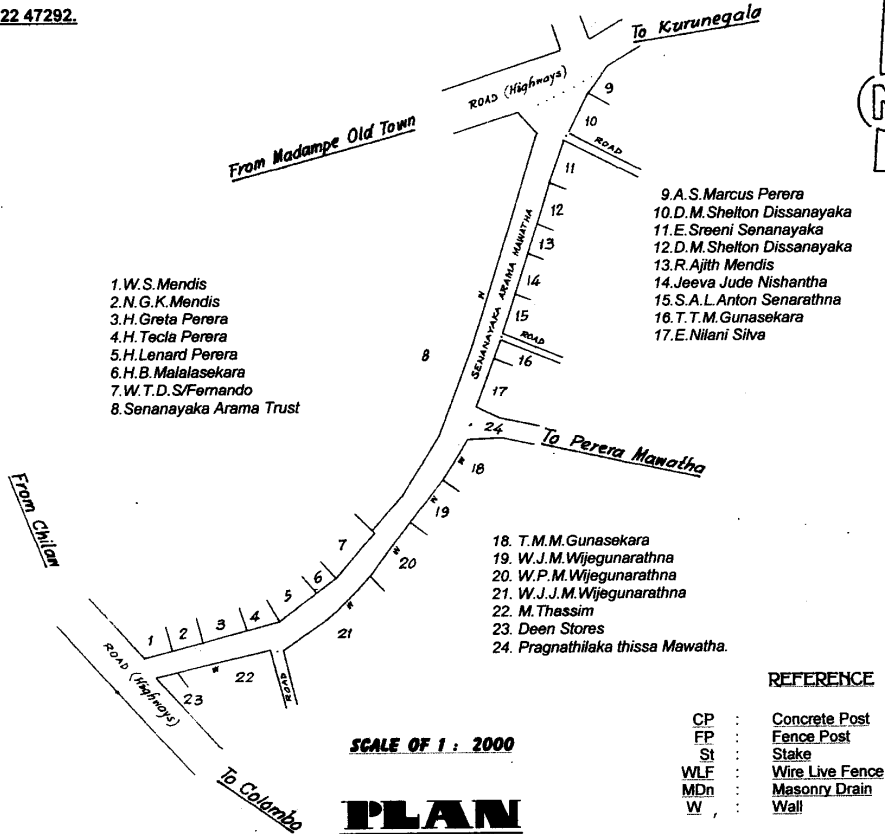 22 47292.
To Kurunegala
ROAD (Highways)
From Madampe Old Town
N
9
10
ROAD
11
12
13
14
15
ROAD
16
17
SENANAYAKA ARAMA MAWATHA
W
8
24
To Perera Mawatha
9.A.S.Marcus Perera
10.D.M.Shelton Dissanayaka
11.E.Sreeni Senanayaka
12.D.M.Shelton Dissanayaka
13.R.Ajith Mendis
14.Jeeva Jude Nishantha
15.S.A.L.Anton Senarathna
16.T.T.M.Gunasekara
17.E.Nilani Silva
1.W.S.Mendis
2.N.G.K.Mendis
3.H.Greta Perera
4.H.Tecla Perera
5.H.Lenard Perera
6.H.B.Malalasekara
7.W.T.D.S/Fernando
8.Senanayaka Arama Trust
W
18
W
19
W
20
W
21
From Chilaw
7
6
5
4
3
2
1
W
22
23
ROAD
ROAD (Highways)
To Colombo
18. T.M.M.Gunasekara
19. W.J.M.Wijegunarathna
20. W.P.M.Wijegunarathna
21. W.J.J.M.Wijegunarathna
22. M.Thassim
23. Deen Stores
24. Pragnathilaka thissa Mawatha.
SCALE OF 1 : 2000
PLAN
REFERENCE
CP : Concrete Post
FP : Fence Post
St : Stake
WLF : Wire Live Fence
MDn : Masonry Drain
W , : Wall